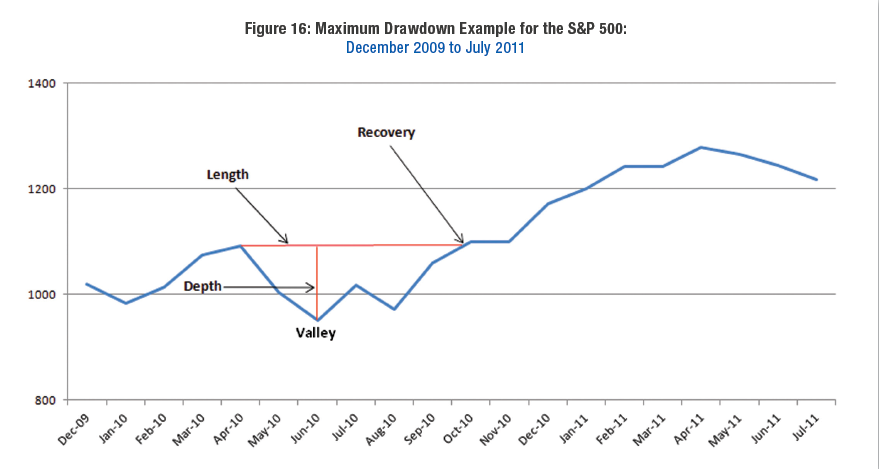 Figure 16: Maximum Drawdown Example for the S&P 500:
December 2009 to July 2011
1400
Recovery
Length
1200
Depth
1000
Valley
800
Dec-09
Jan-10
Feb-10
Mar-10
Apr-10
May-10
Jun-10
Jul-10
Aug-10
Sep-10
Oct-10
Nov-10
Dec-10
Jan-11
Feb-11
Mar-11
Apr-11
May-11
Jun-11
Jul-11